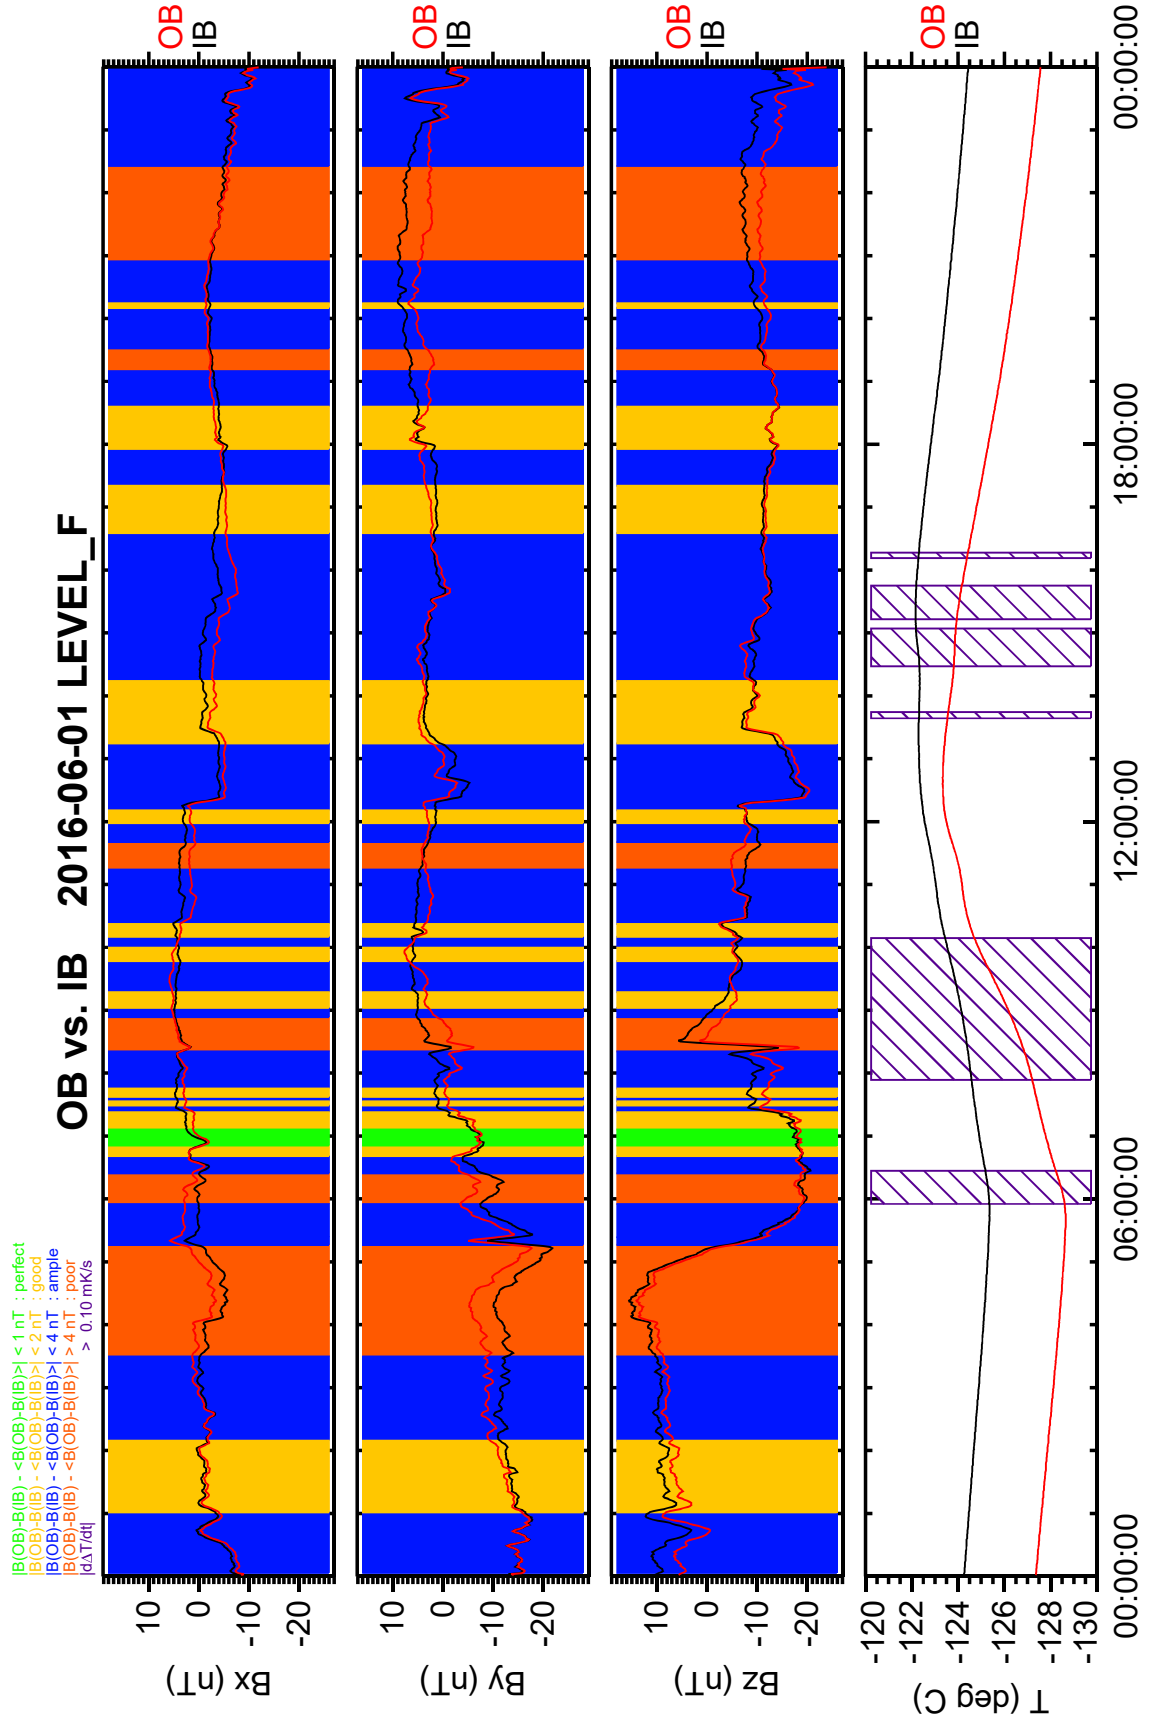 |B(OB)-B(IB) - <B(OB)-B(IB)>| < 1 nT : perfect
|B(OB)-B(IB) - <B(OB)-B(IB)>| < 2 nT : good
|B(OB)-B(IB) - <B(OB)-B(IB)>| < 4 nT : ample
|B(OB)-B(IB) - <B(OB)-B(IB)>| > 4 nT : poor
|dΔT/dt| > 0.10 mK/s
OB vs. IB 2016-06-01 LEVEL_F
Bx (nT)
10
0
-10
-20
OB
IB
By (nT)
10
0
-10
-20
OB
IB
Bz (nT)
10
0
-10
-20
OB
IB
T (deg C)
-120
-122
-124
-126
-128
-130
OB
IB
00:00:00 06:00:00 12:00:00 18:00:00 00:00:00